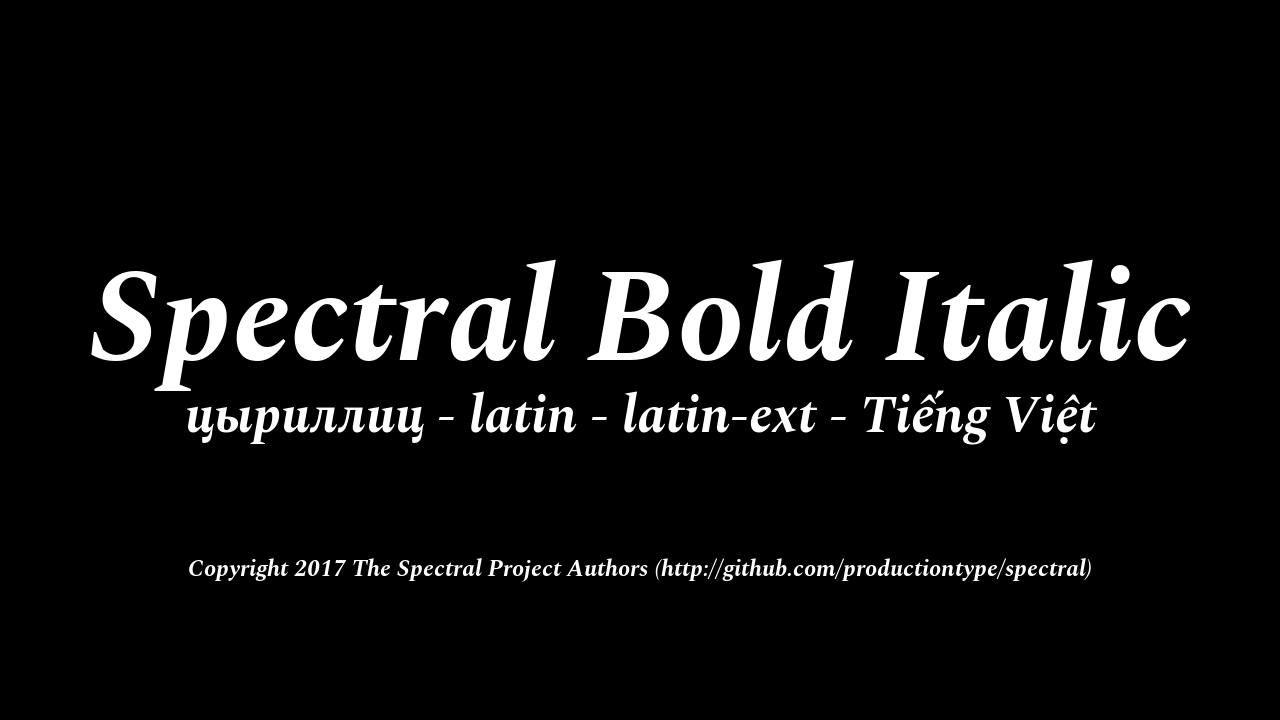 Spectral Bold Italic
цыриллиц - latin - latin-ext - Tiếng Việt
Copyright 2017 The Spectral Project Authors (http://github.com/productiontype/spectral)